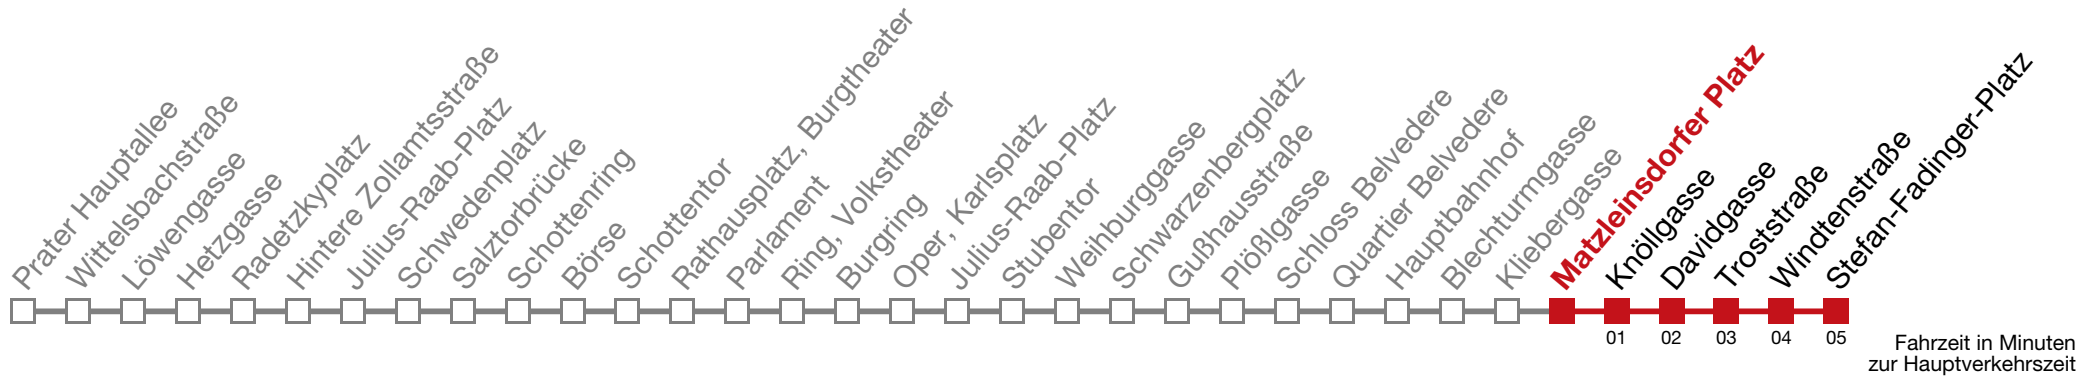 Prater Hauptallee
Wittelsbachstraße
Löwengasse
Hetzgasse
Radetzkyplatz
Hintere Zollamtsstraße
Julius-Raab-Platz
Schwedenplatz
Salztorbrücke
Schottenring
Börse
Schottentor
Rathausplatz, Burgtheater
Parlament
Ring, Volkstheater
Burgring
Oper, Karlsplatz
Julius-Raab-Platz
Stubentor
Weihburggasse
Schwarzenbergplatz
Gußhausstraße
Plößlgasse
Schloss Belvedere
Quartier Belvedere
Hauptbahnhof
Blechturmgasse
Kliebergasse
Matzleinsdorfer Platz
Knöllgasse
Davidgasse
Troststraße
Windtenstraße
Stefan-Fadinger-Platz
01 02 03 04 05
Fahrzeit in Minuten
zur Hauptverkehrszeit